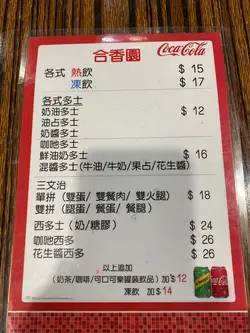 合香園
Coca-Cola
各式 熱飲 $ 15
凍飲 $ 17
各式多士
奶油多士 $ 12
油占多士
奶醬多士
咖吔多士
鮮油奶多士 $ 16
混醬多士(牛油/牛奶/果占/花生醬)
三文治
單拼 (雙蛋/ 雙餐肉/ 雙火腿) $ 18
雙拼 (腿蛋/ 餐蛋/ 餐腿)
西多士 (奶/糖膠) $ 24
咖吔西多 $ 26
花生醬西多 $ 26
以上追加
(奶茶/咖啡/可口可樂罐裝飲品) 加$ 12
凍飲 加$ 14